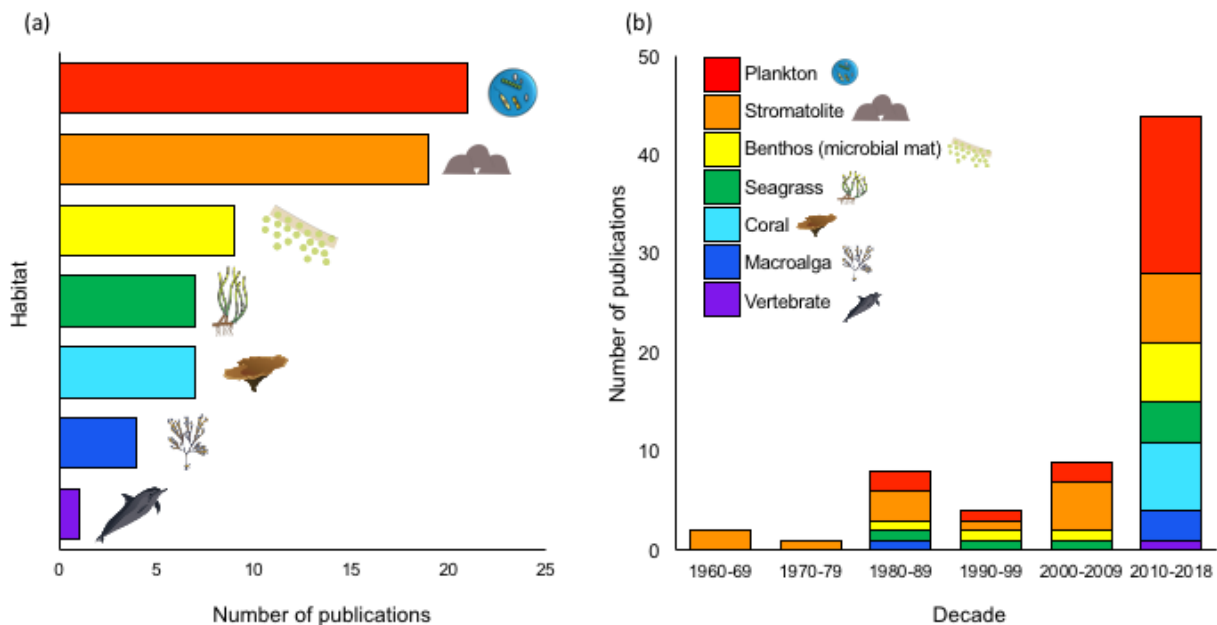 (a)
Habitat
0 5 10 15 20 25
Number of publications
(b)
Number of publications
50
40
30
20
10
0
Plankton
Stromatolite
Benthos (microbial mat)
Seagrass
Coral
Macroalga
Vertebrate
1960-69 1970-79 1980-89 1990-99 2000-2009 2010-2018
Decade